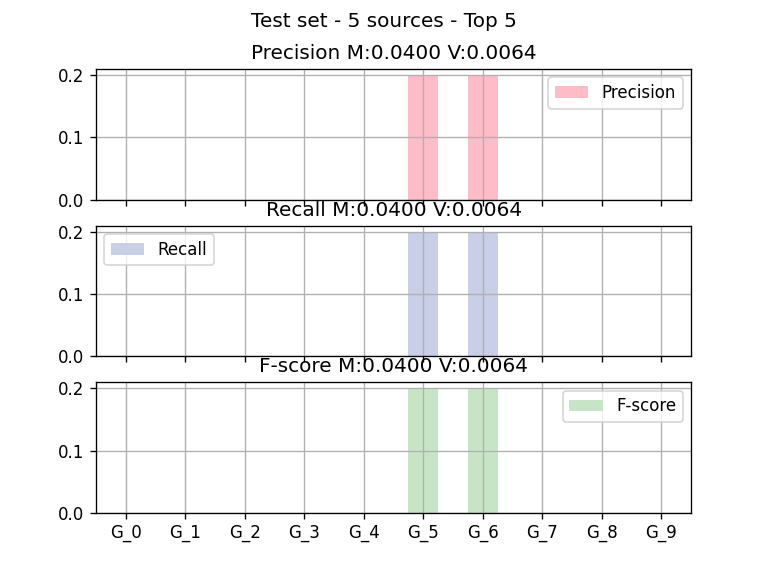 Test set - 5 sources - Top 5
Precision M:0.0400 V:0.0064
0.2
0.1
0.0
Precision
Recall M:0.0400 V:0.0064
0.2
0.1
0.0
Recall
F-score M:0.0400 V:0.0064
0.2
0.1
0.0
F-score
G_0 G_1 G_2 G_3 G_4 G_5 G_6 G_7 G_8 G_9